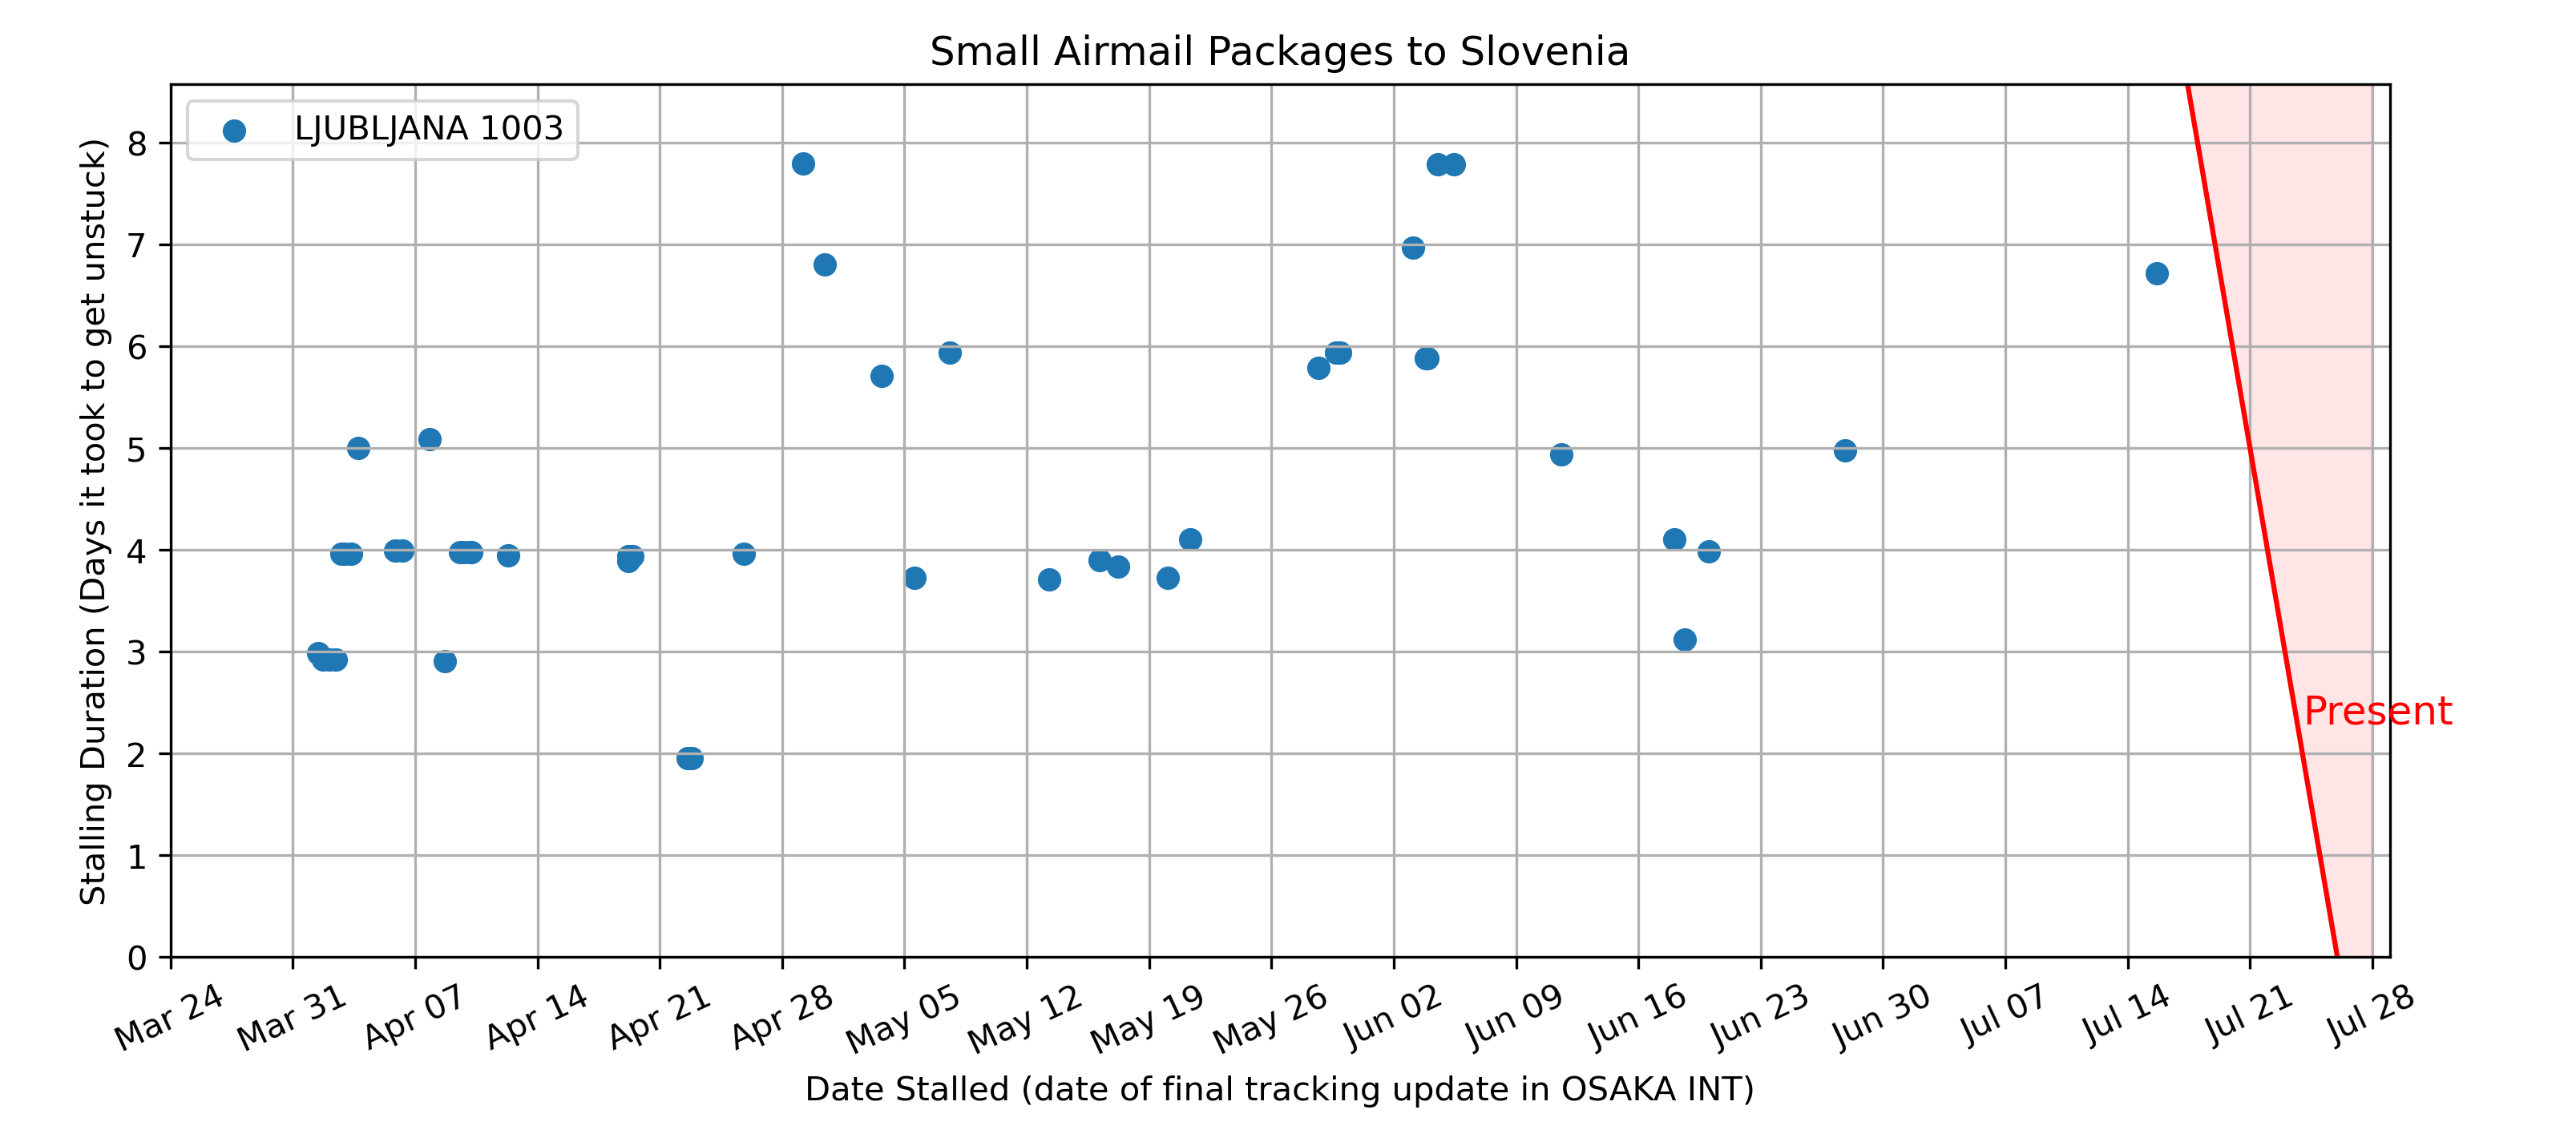 Small Airmail Packages to Slovenia
LJUBLJANA 1003
Stalling Duration (Days it took to get unstuck)
8
7
6
5
4
3
2
1
0
Present
Mar 24 Mar 31 Apr 07 Apr 14 Apr 21 Apr 28 May 05 May 12 May 19 May 26 Jun 02 Jun 09 Jun 16 Jun 23 Jun 30 Jul 07 Jul 14 Jul 21 Jul 28
Date Stalled (date of final tracking update in OSAKA INT)